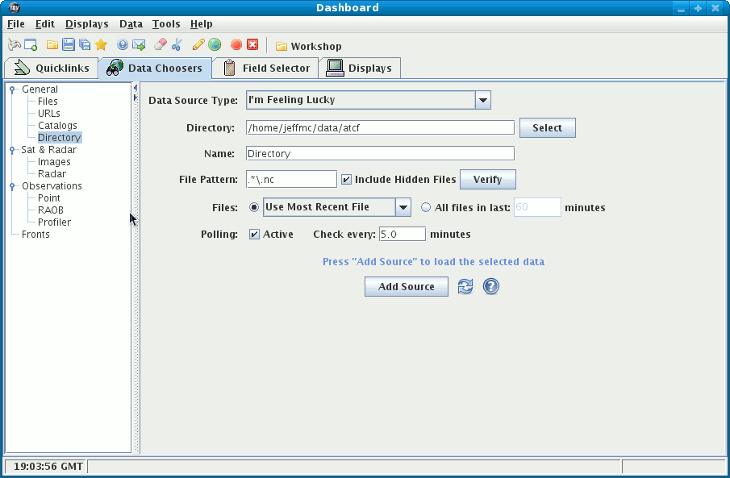 Dashboard
File Edit Displays Data Tools Help
Workshop
Quicklinks Data Choosers Field Selector Displays
General
Files
URLs
Catalogs
Directory
Sat & Radar
Images
Radar
Observations
Point
RAOB
Profiler
Fronts
Data Source Type: I'm Feeling Lucky
Directory: /home/jeffmc/data/atcf Select
Name: Directory
File Pattern: .*\.nc Include Hidden Files Verify
Files: Use Most Recent File All files in last: 60 minutes
Polling: Active Check every: 5.0 minutes
Press "Add Source" to load the selected data
Add Source
19:03:56 GMT